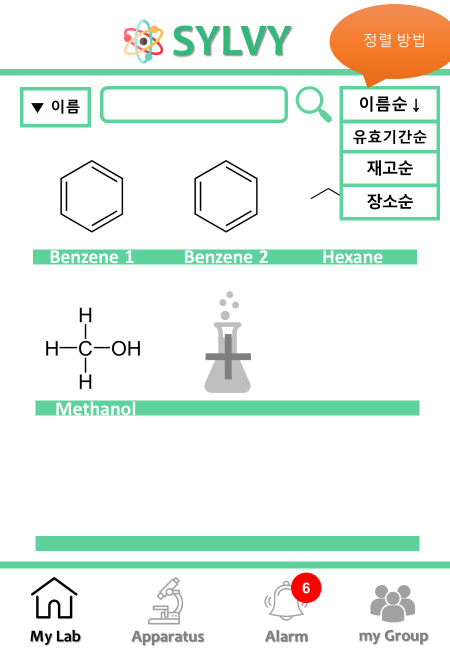 SYLVY
정렬 방법
▼ 이름
이름순↓
유효기간순
재고순
장소순
Benzene 1
Benzene 2
Hexane
H
H C OH
H
Methanol
6
My Lab
Apparatus
Alarm
my Group